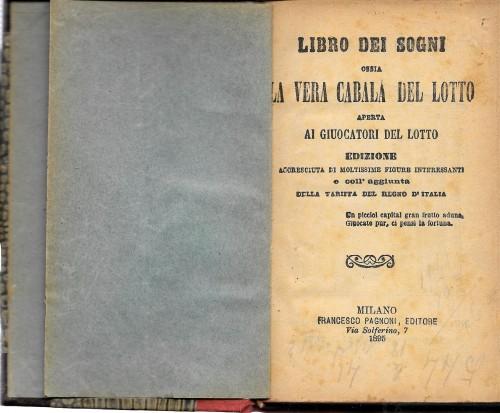 LIBRO DEI SOGNI
OSSIA
LA VERA CABALA DEL LOTTO
APERTA
AI GIUOCATORI DEL LOTTO
EDIZIONE
ACCRESCIUTA DI MOLTISSIME FIGURE INTERESSANTI
e coll' aggiunta
DELLA TARIFFA DEL REGNO D'ITALIA
Un picciol capital gran frutto aduna,
Giuocate pur, ci pensi la fortuna.
MILANO
FRANCESCO PAGNONI, EDITORE
Via Solferino, 7
1895